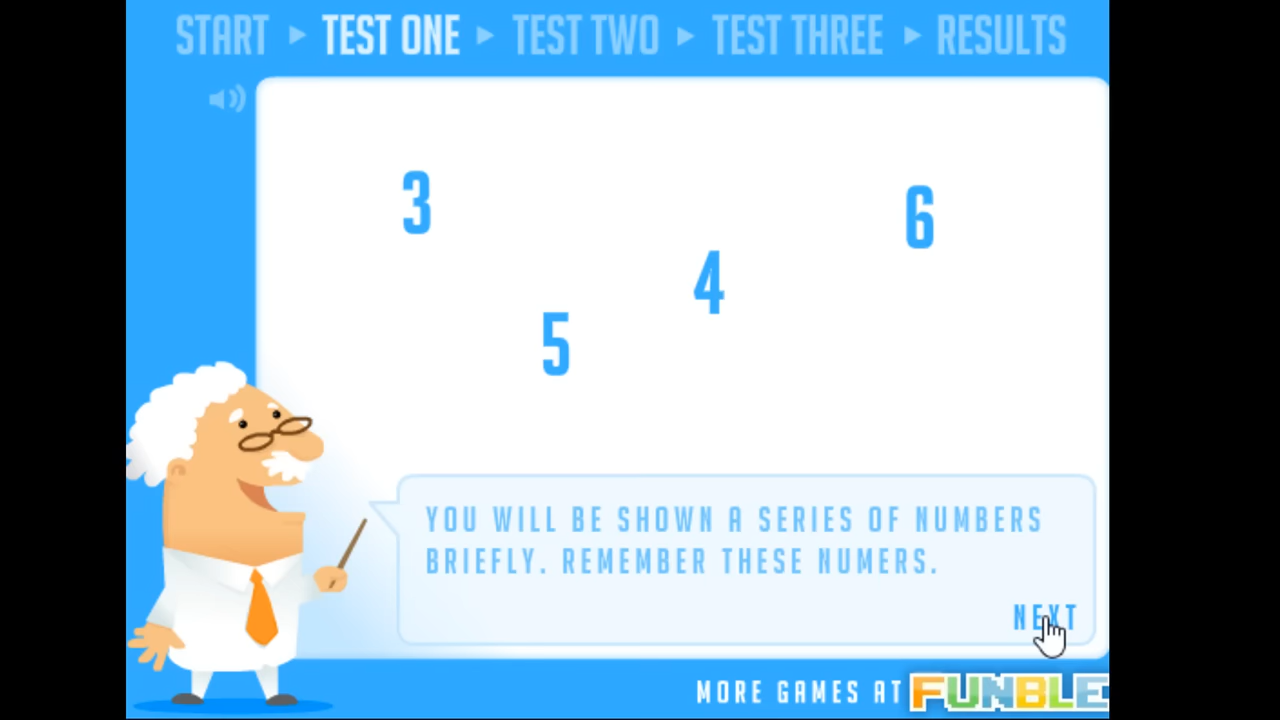 START ► TEST ONE ► TEST TWO ► TEST THREE ► RESULTS
3
6
4
5
YOU WILL BE SHOWN A SERIES OF NUMBERS
BRIEFLY. REMEMBER THESE NUMERS.
NEXT
MORE GAMES AT FUNBLE